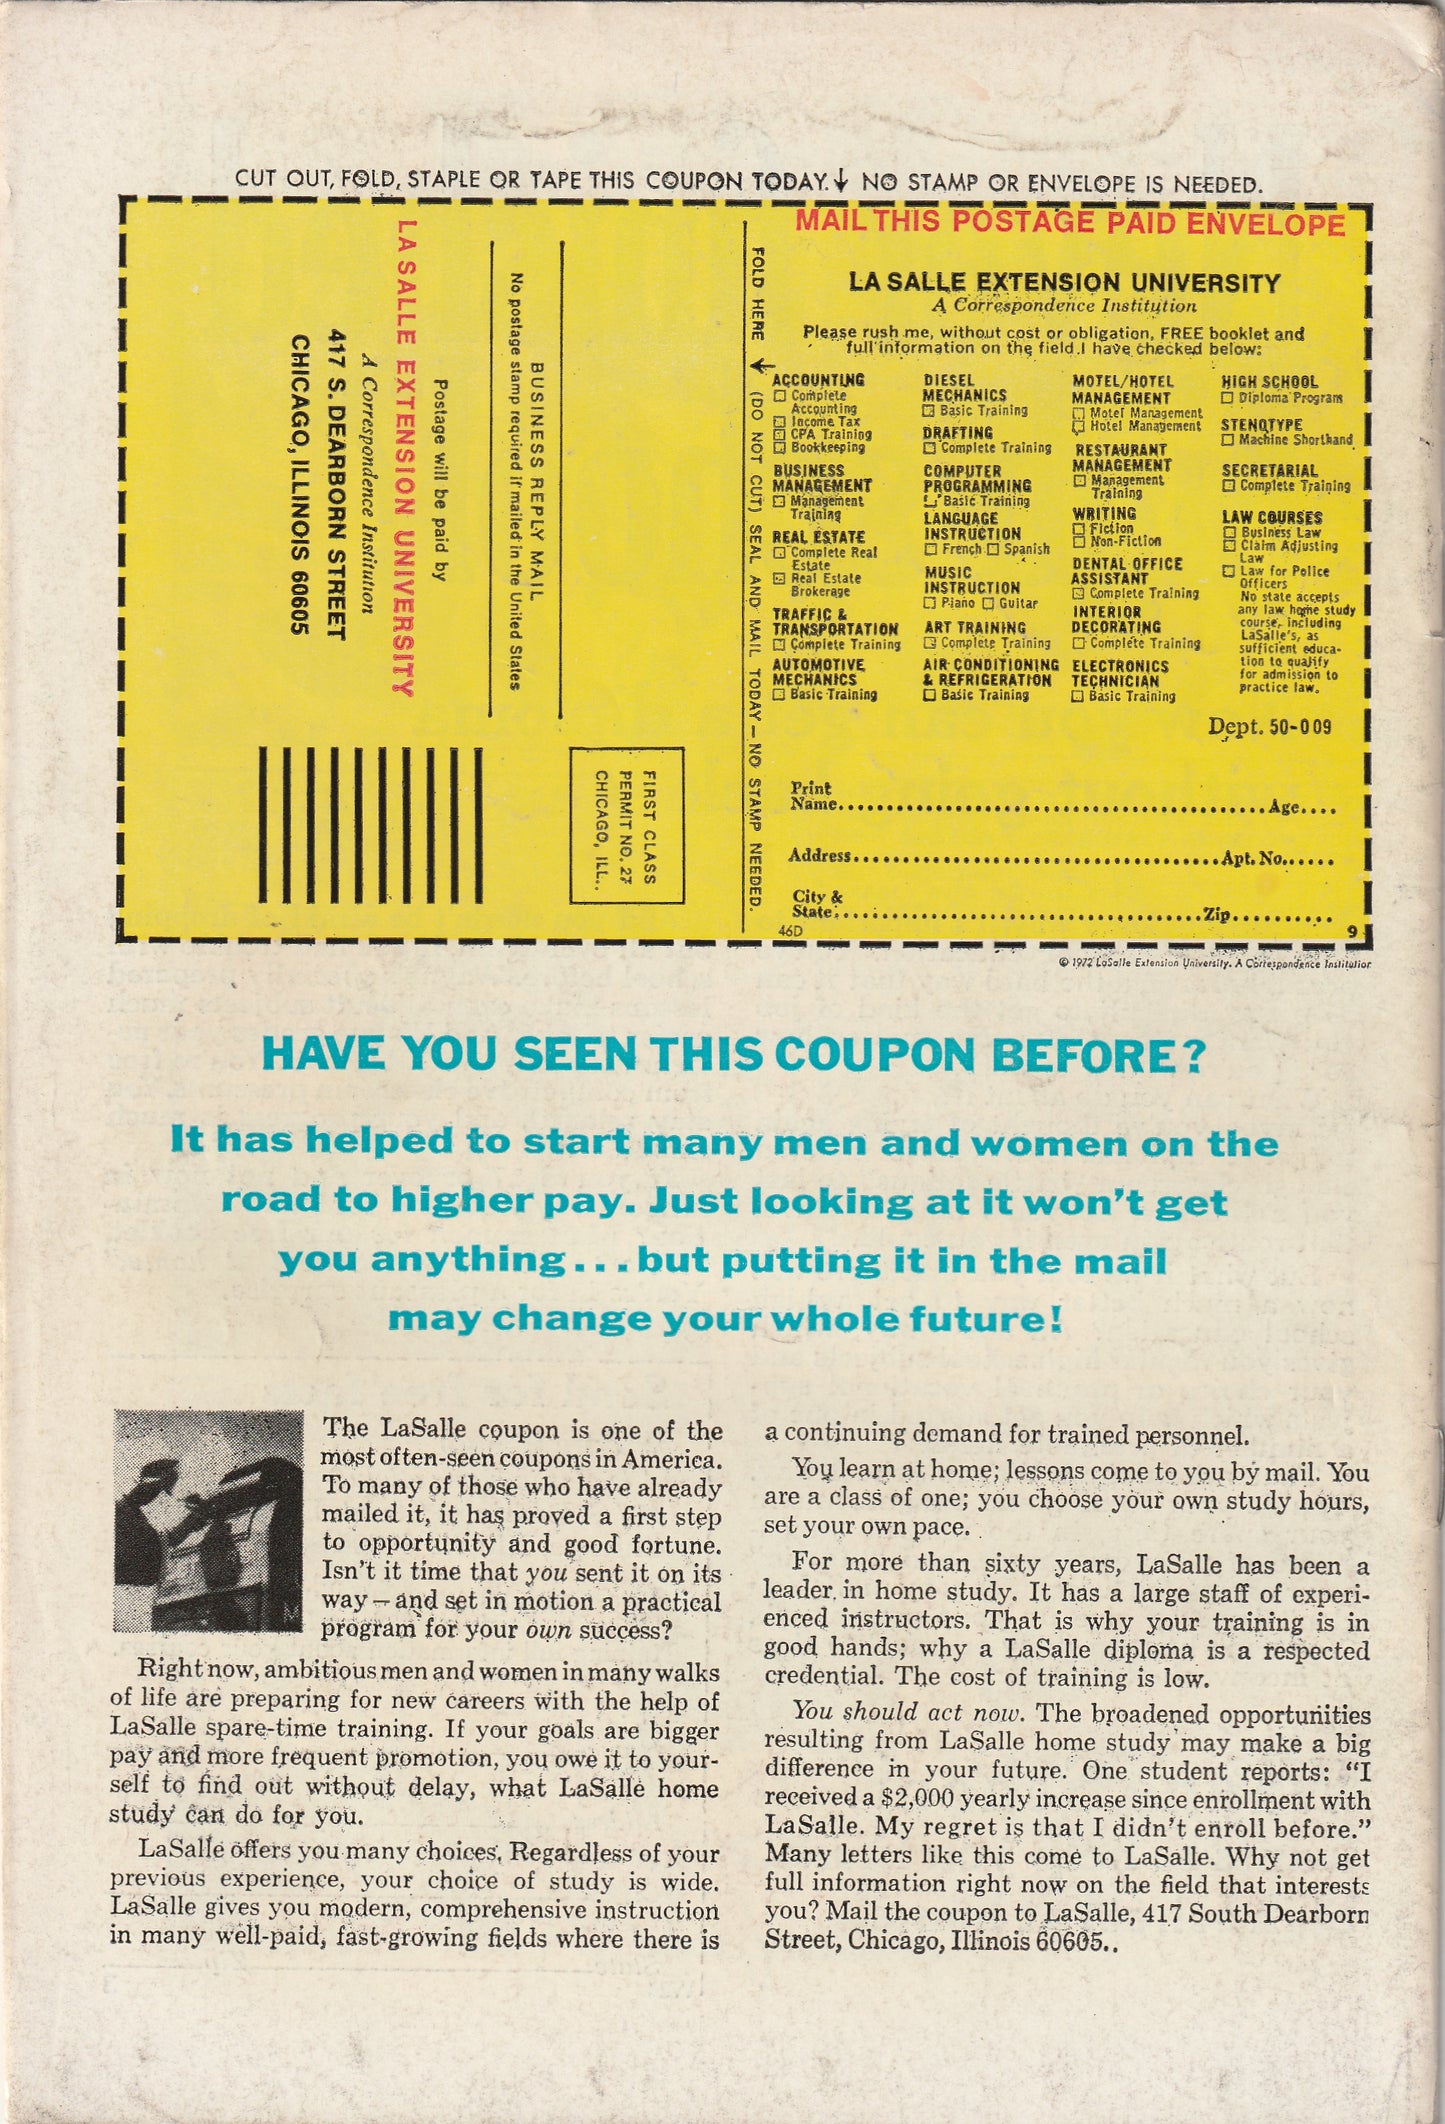 CUT OUT, FOLD, STAPLE OR TAPE THIS COUPON TODAY.↓ NO STAMP OR ENVELOPE IS NEEDED.
BUSINESS REPLY MAIL
No postage stamp required if mailed in the United States
Postage will be paid by
LA SALLE EXTENSION UNIVERSITY
A Correspondence Institution
417 S. DEARBORN STREET
CHICAGO, ILLINOIS 60605
FIRST CLASS
PERMIT NO. 27
CHICAGO, ILL..
FOLD HERE → (DO NOT CUT) SEAL AND MAIL TODAY — NO STAMP NEEDED.
MAIL THIS POSTAGE PAID ENVELOPE
LA SALLE EXTENSION UNIVERSITY
A Correspondence Institution
Please rush me, without cost or obligation, FREE booklet and
full information on the field I have checked below:
ACCOUNTING
☐ Complete
Accounting
☐ Income Tax
☐ CPA Training
☐ Bookkeeping
BUSINESS
MANAGEMENT
☐ Management
Training
REAL ESTATE
☐ Complete Real
Estate
☐ Real Estate
Brokerage
TRAFFIC &
TRANSPORTATION
☐ Complete Training
AUTOMOTIVE
MECHANICS
☐ Basic Training
DIESEL
MECHANICS
☐ Basic Training
DRAFTING
☐ Complete Training
COMPUTER
PROGRAMMING
☐ Basic Training
LANGUAGE
INSTRUCTION
☐ French ☐ Spanish
MUSIC
INSTRUCTION
☐ Piano ☐ Guitar
ART TRAINING
☐ Complete Training
AIR CONDITIONING
& REFRIGERATION
☐ Basic Training
MOTEL/HOTEL
MANAGEMENT
☐ Motel Management
☐ Hotel Management
RESTAURANT
MANAGEMENT
☐ Management
Training
WRITING
☐ Fiction
☐ Non-Fiction
DENTAL OFFICE
ASSISTANT
☐ Complete Training
INTERIOR
DECORATING
☐ Complete Training
ELECTRONICS
TECHNICIAN
☐ Basic Training
HIGH SCHOOL
☐ Diploma Program
STENOTYPE
☐ Machine Shorthand
SECRETARIAL
☐ Complete Training
LAW COURSES
☐ Business Law
☐ Claim Adjusting
Law
☐ Law for Police
Officers
No state accepts
any law home study
course, including
LaSalle's, as
sufficient educa-
tion to qualify
for admission to
practice law.
Dept. 50-009
Print
Name............Age....
Address............Apt. No......
City &
State............Zip..........
46D 9
© 1972 LaSalle Extension University. A Correspondence Institution
HAVE YOU SEEN THIS COUPON BEFORE?
It has helped to start many men and women on the
road to higher pay. Just looking at it won't get
you anything...but putting it in the mail
may change your whole future!
The LaSalle coupon is one of the
most often-seen coupons in America.
To many of those who have already
mailed it, it has proved a first step
to opportunity and good fortune.
Isn't it time that you sent it on its
way—and set in motion a practical
program for your own success?
Right now, ambitious men and women in many walks
of life are preparing for new careers with the help of
LaSalle spare-time training. If your goals are bigger
pay and more frequent promotion, you owe it to your-
self to find out without delay, what LaSalle home
study can do for you.
LaSalle offers you many choices. Regardless of your
previous experience, your choice of study is wide.
LaSalle gives you modern, comprehensive instruction
in many well-paid, fast-growing fields where there is
a continuing demand for trained personnel.
You learn at home; lessons come to you by mail. You
are a class of one; you choose your own study hours,
set your own pace.
For more than sixty years, LaSalle has been a
leader in home study. It has a large staff of experi-
enced instructors. That is why your training is in
good hands; why a LaSalle diploma is a respected
credential. The cost of training is low.
You should act now. The broadened opportunities
resulting from LaSalle home study may make a big
difference in your future. One student reports: "I
received a $2,000 yearly increase since enrollment with
LaSalle. My regret is that I didn't enroll before."
Many letters like this come to LaSalle. Why not get
full information right now on the field that interests
you? Mail the coupon to LaSalle, 417 South Dearborn
Street, Chicago, Illinois 60605..